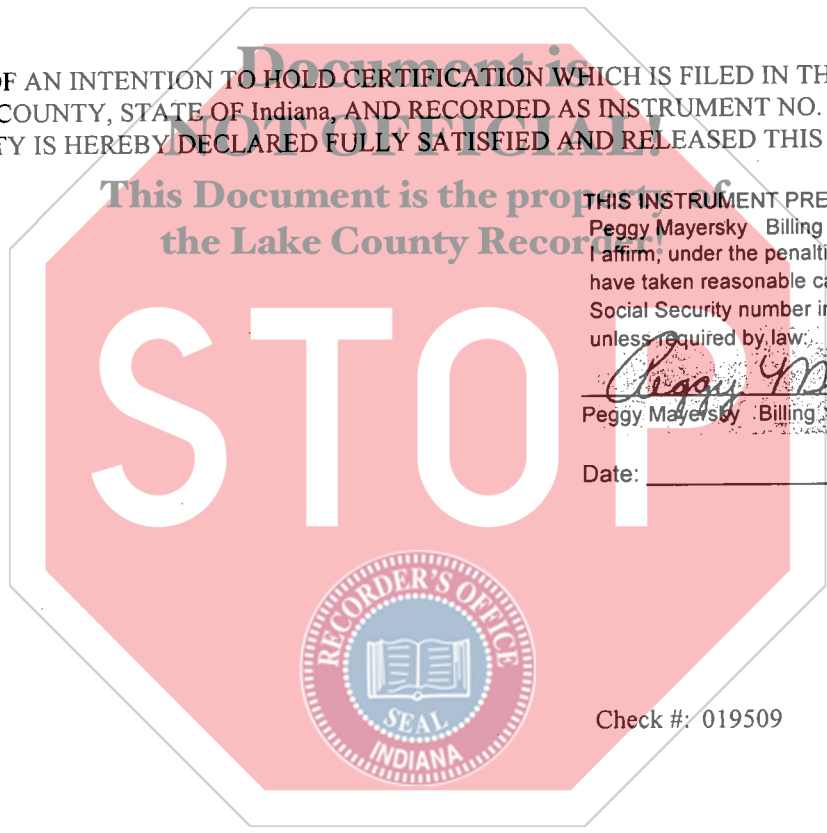 Document is
OF AN INTENTION TO HOLD CERTIFICATION WHICH IS FILED IN TH
COUNTY, STATE OF Indiana, AND RECORDED AS INSTRUMENT NO.
NOT OFFICIAL!
TY IS HEREBY DECLARED FULLY SATISFIED AND RELEASED THIS
This Document is the property of
the Lake County Recorder!
THIS INSTRUMENT PRE
Peggy Mayersky Billing
I affirm, under the penalti
have taken reasonable ca
Social Security number in
unless required by law.
STOP
Peggy M
Peggy Mayersky Billing
Date:
RECORDER'S OFFICE
SEAL
INDIANA
Check #: 019509